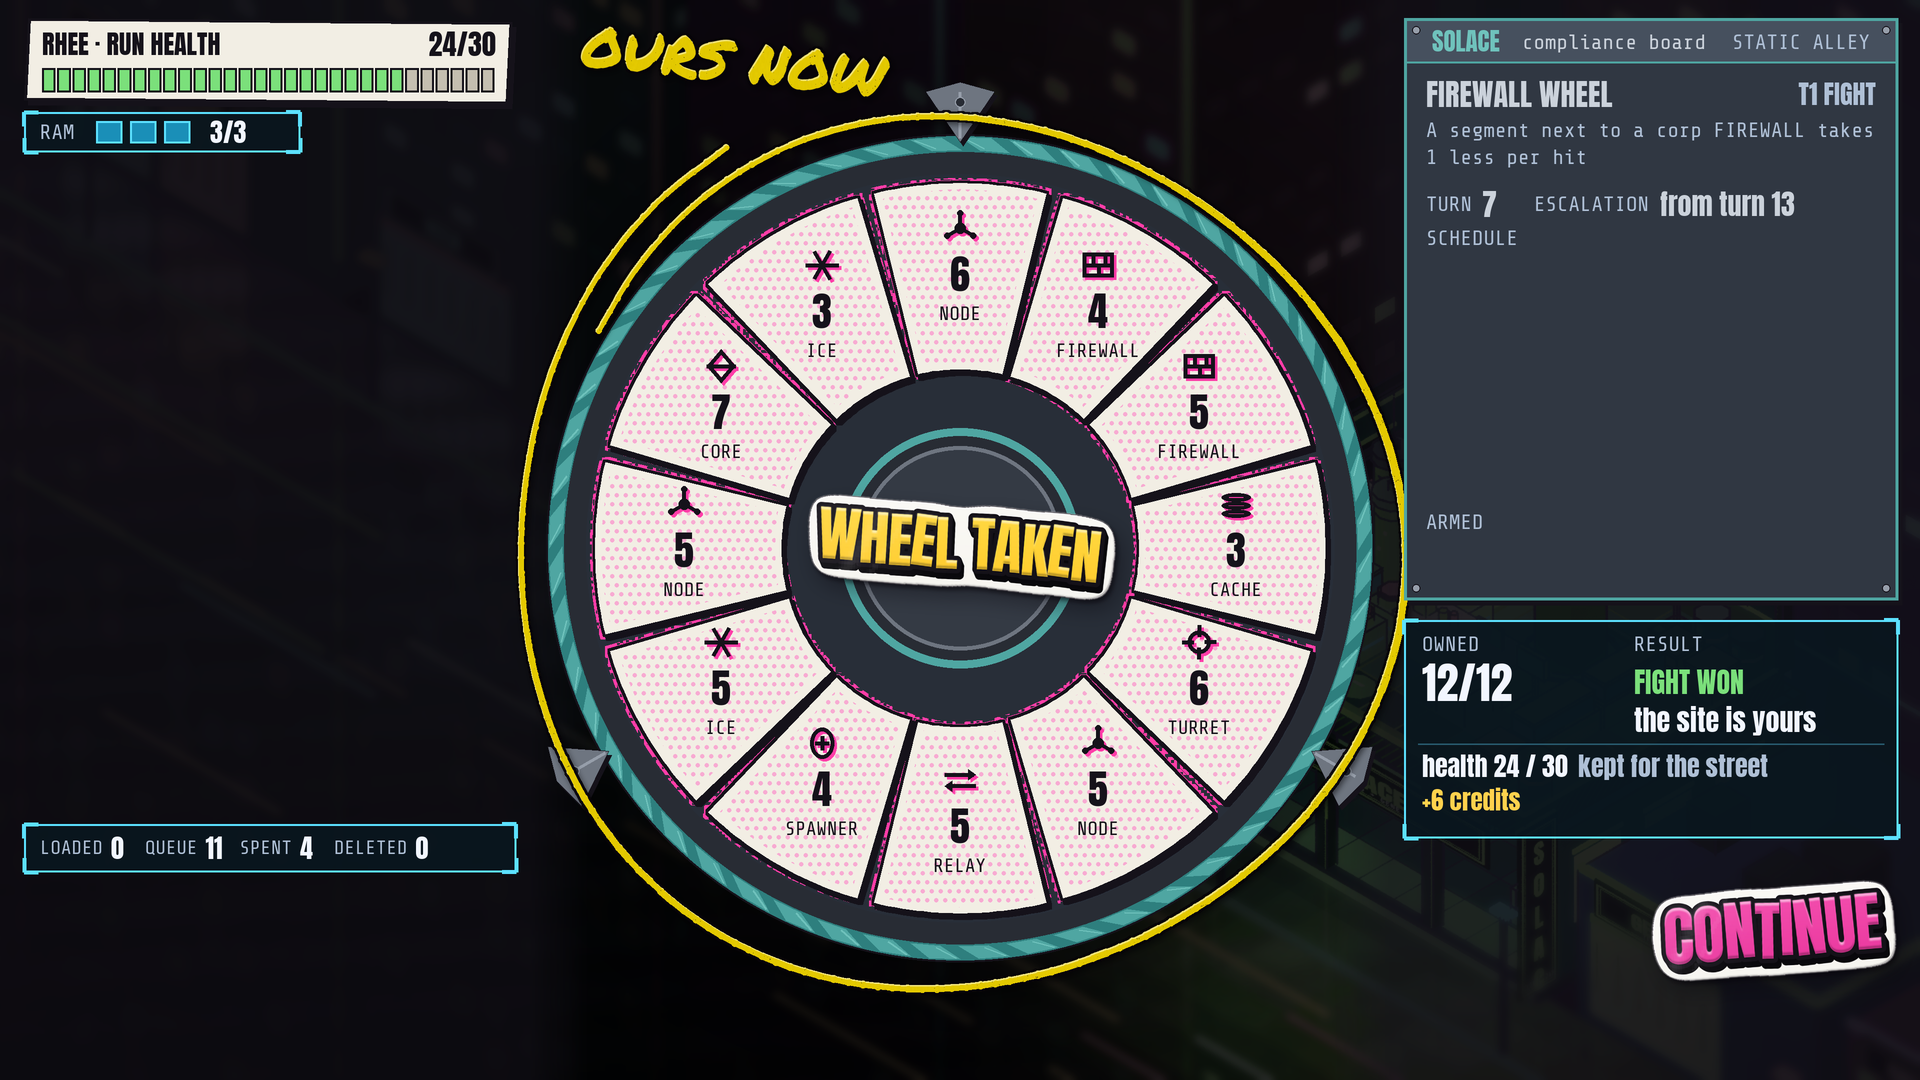 RHEE · RUN HEALTH 24/30
RAM 3/3
OURS NOW
SOLACE compliance board STATIC ALLEY
FIREWALL WHEEL T1 FIGHT
A segment next to a corp FIREWALL takes
1 less per hit
TURN 7 ESCALATION from turn 13
SCHEDULE
ARMED
6
NODE
4
FIREWALL
5
FIREWALL
3
CACHE
6
TURRET
5
NODE
5
RELAY
4
SPAWNER
5
ICE
5
NODE
7
CORE
3
ICE
WHEEL TAKEN
OWNED
12/12
RESULT
FIGHT WON
the site is yours
health 24 / 30 kept for the street
+6 credits
LOADED 0 QUEUE 11 SPENT 4 DELETED 0
CONTINUE